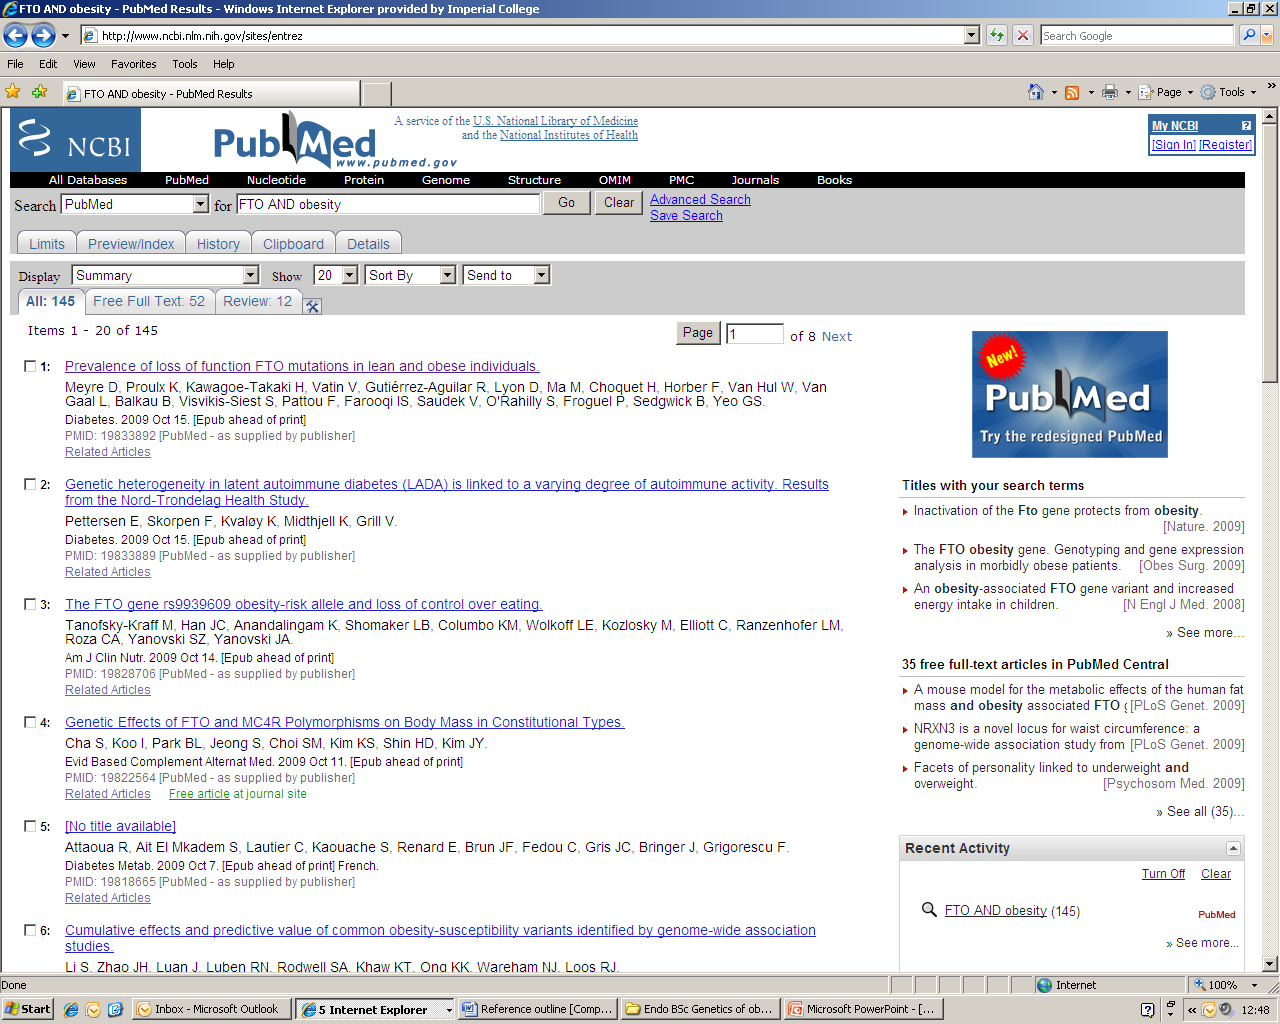 FTO AND obesity - PubMed Results - Windows Internet Explorer provided by Imperial College
http://www.ncbi.nlm.nih.gov/sites/entrez
Search Google
File Edit View Favorites Tools Help
FTO AND obesity - PubMed Results
Page Tools
NCBI
PubMed
www.pubmed.gov
A service of the U.S. National Library of Medicine
and the National Institutes of Health
My NCBI
[Sign In] [Register]
All Databases PubMed Nucleotide Protein Genome Structure OMIM PMC Journals Books
Search PubMed for FTO AND obesity Go Clear Advanced Search
Save Search
Limits Preview/Index History Clipboard Details
Display Summary Show 20 Sort By Send to
All: 145 Free Full Text: 52 Review: 12
Items 1 - 20 of 145
Page 1 of 8 Next
1: Prevalence of loss of function FTO mutations in lean and obese individuals.
Meyre D, Proulx K, Kawagoe-Takaki H, Vatin V, Gutiérrez-Aguilar R, Lyon D, Ma M, Choquet H, Horber F, Van Hul W, Van
Gaal L, Balkau B, Visvikis-Siest S, Pattou F, Farooqi IS, Saudek V, O'Rahilly S, Froguel P, Sedgwick B, Yeo GS.
Diabetes. 2009 Oct 15. [Epub ahead of print]
PMID: 19833892 [PubMed - as supplied by publisher]
Related Articles
2: Genetic heterogeneity in latent autoimmune diabetes (LADA) is linked to a varying degree of autoimmune activity. Results
from the Nord-Trondelag Health Study.
Pettersen E, Skorpen F, Kvaløy K, Midthjell K, Grill V.
Diabetes. 2009 Oct 15. [Epub ahead of print]
PMID: 19833889 [PubMed - as supplied by publisher]
Related Articles
3: The FTO gene rs9939609 obesity-risk allele and loss of control over eating.
Tanofsky-Kraff M, Han JC, Anandalingam K, Shomaker LB, Columbo KM, Wolkoff LE, Kozlosky M, Elliott C, Ranzenhofer LM,
Roza CA, Yanovski SZ, Yanovski JA.
Am J Clin Nutr. 2009 Oct 14. [Epub ahead of print]
PMID: 19828706 [PubMed - as supplied by publisher]
Related Articles
4: Genetic Effects of FTO and MC4R Polymorphisms on Body Mass in Constitutional Types.
Cha S, Koo I, Park BL, Jeong S, Choi SM, Kim KS, Shin HD, Kim JY.
Evid Based Complement Alternat Med. 2009 Oct 11. [Epub ahead of print]
PMID: 19822564 [PubMed - as supplied by publisher]
Related Articles Free article at journal site
5: [No title available]
Attaoua R, Ait El Mkadem S, Lautier C, Kaouache S, Renard E, Brun JF, Fedou C, Gris JC, Bringer J, Grigorescu F.
Diabetes Metab. 2009 Oct 7. [Epub ahead of print] French.
PMID: 19818665 [PubMed - as supplied by publisher]
Related Articles
6: Cumulative effects and predictive value of common obesity-susceptibility variants identified by genome-wide association
studies.
Li S, Zhao JH, Luan J, Luben RN, Rodwell SA, Khaw KT, Ong KK, Wareham NJ, Loos RJ.
New!
PubMed
Try the redesigned PubMed
Titles with your search terms
Inactivation of the Fto gene protects from obesity.
[Nature. 2009]
The FTO obesity gene. Genotyping and gene expression
analysis in morbidly obese patients. [Obes Surg. 2009]
An obesity-associated FTO gene variant and increased
energy intake in children. [N Engl J Med. 2008]
» See more...
35 free full-text articles in PubMed Central
A mouse model for the metabolic effects of the human fat
mass and obesity associated FTO [PLoS Genet. 2009]
NRXN3 is a novel locus for waist circumference: a
genome-wide association study from [PLoS Genet. 2009]
Facets of personality linked to underweight and
overweight. [Psychosom Med. 2009]
» See all (35)...
Recent Activity
Turn Off Clear
FTO AND obesity (145)
PubMed
» See more...
Done Internet 100%
Start Inbox - Microsoft Outlook 5 Internet Explorer Reference outline [Comp... Endo BSc Genetics of ob... Microsoft PowerPoint - [... 12:48